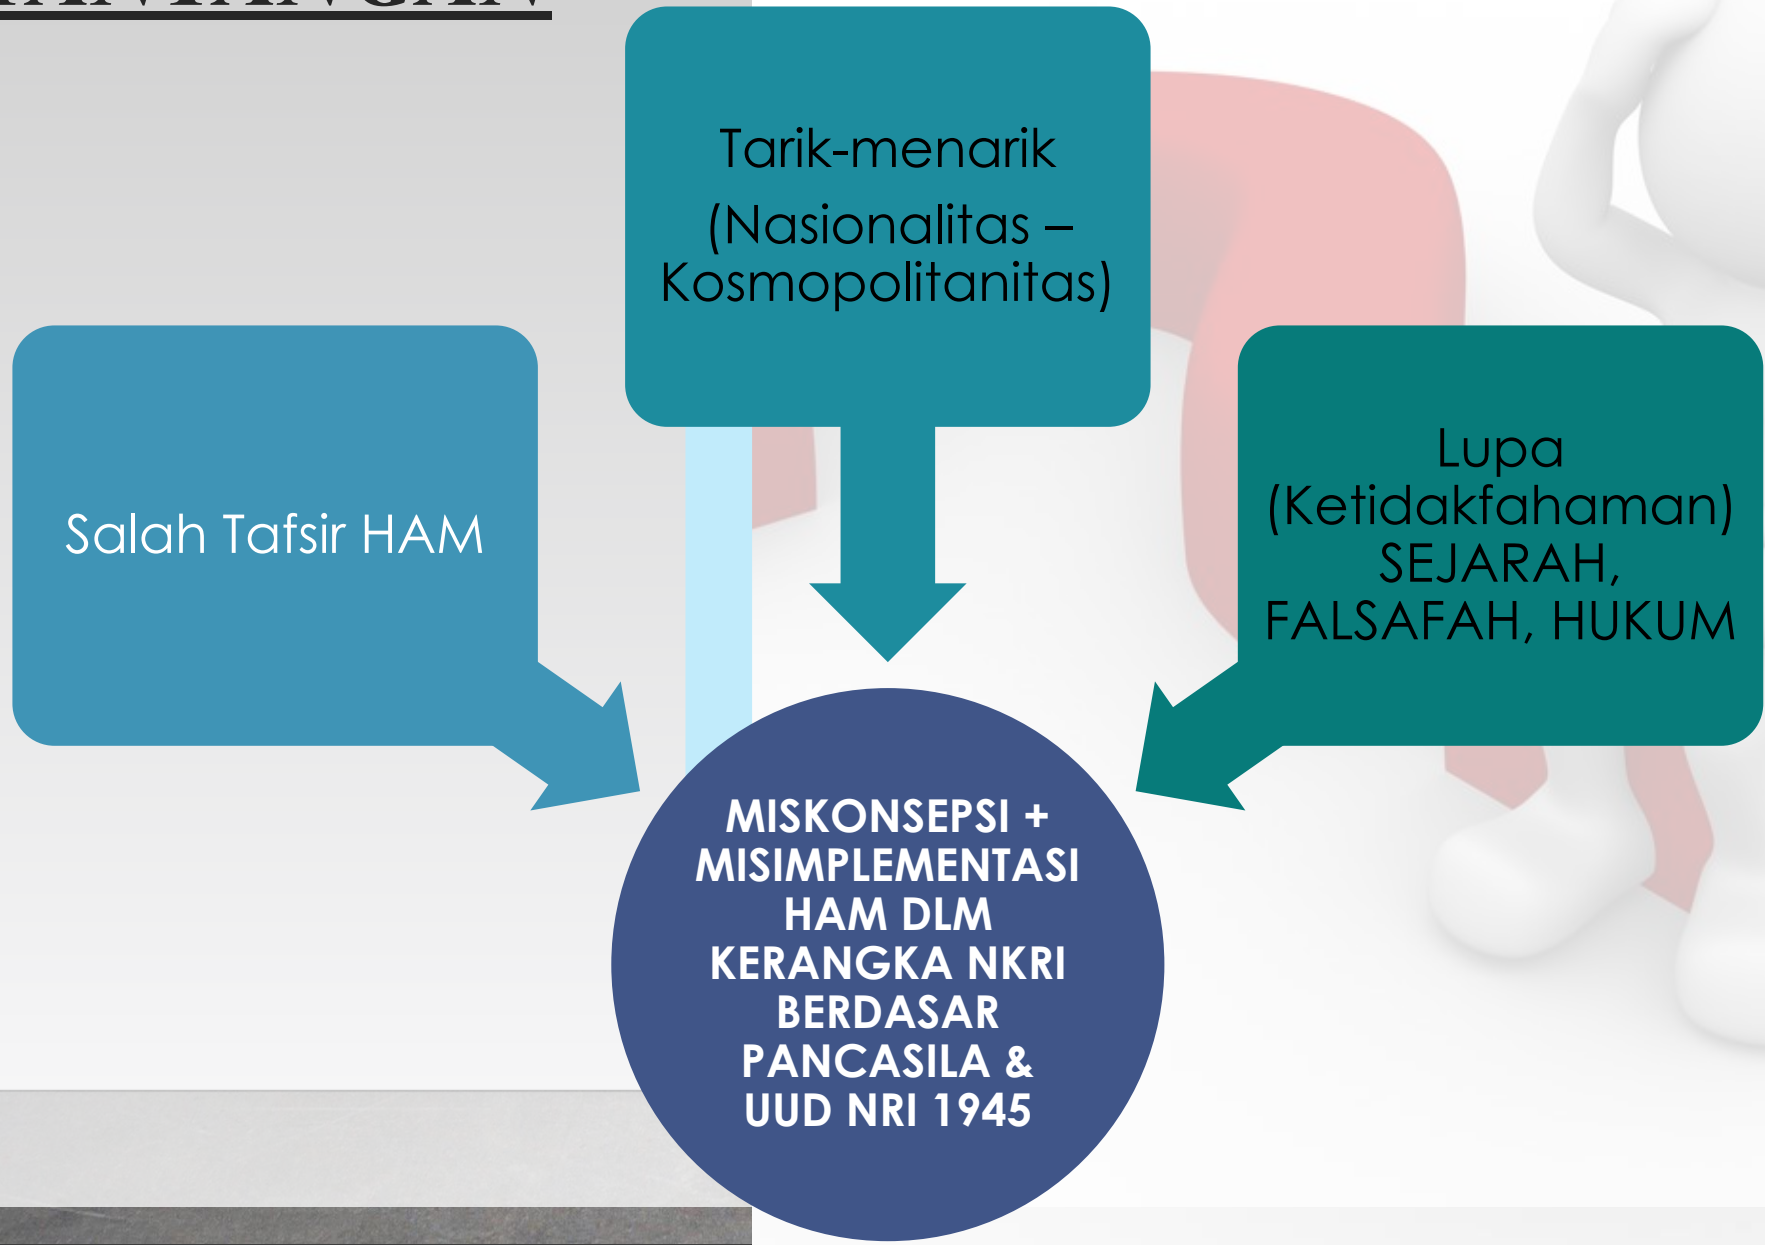 TANTANGAN
Tarik-menarik
(Nasionalitas –
Kosmopolitanitas)
Salah Tafsir HAM
Lupa
(Ketidakfahaman)
SEJARAH,
FALSAFAH, HUKUM
MISKONSEPSI +
MISIMPLEMENTASI
HAM DLM
KERANGKA NKRI
BERDASAR
PANCASILA &
UUD NRI 1945